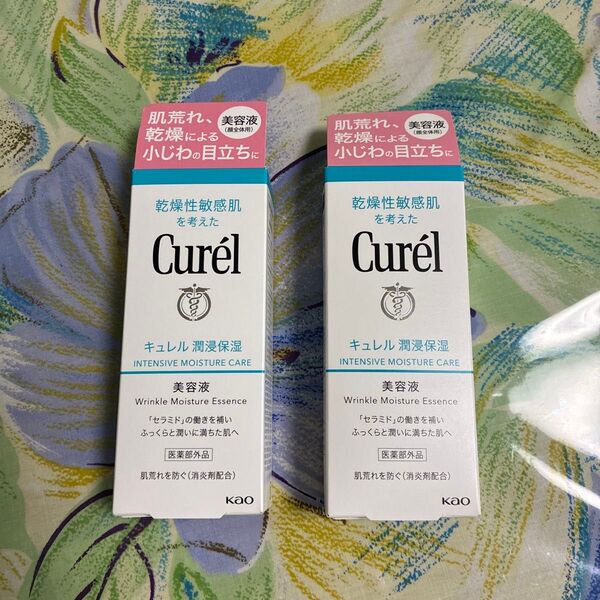 肌荒れ、
乾燥による
小じわの目立ちに
美容液
(顔全体用)
乾燥性敏感肌
を考えた
Curél
キュレル 潤浸保湿
INTENSIVE MOISTURE CARE
美容液
Wrinkle Moisture Essence
「セラミド」の働きを補い
ふっくらと潤いに満ちた肌へ
医薬部外品
肌荒れを防ぐ(消炎剤配合)
Kao
肌荒れ、
乾燥による
小じわの目立ちに
美容液
(顔全体用)
乾燥性敏感肌
を考えた
Curél
キュレル 潤浸保湿
INTENSIVE MOISTURE CARE
美容液
Wrinkle Moisture Essence
「セラミド」の働きを補い
ふっくらと潤いに満ちた肌へ
医薬部外品
肌荒れを防ぐ(消炎剤配合)
Kao